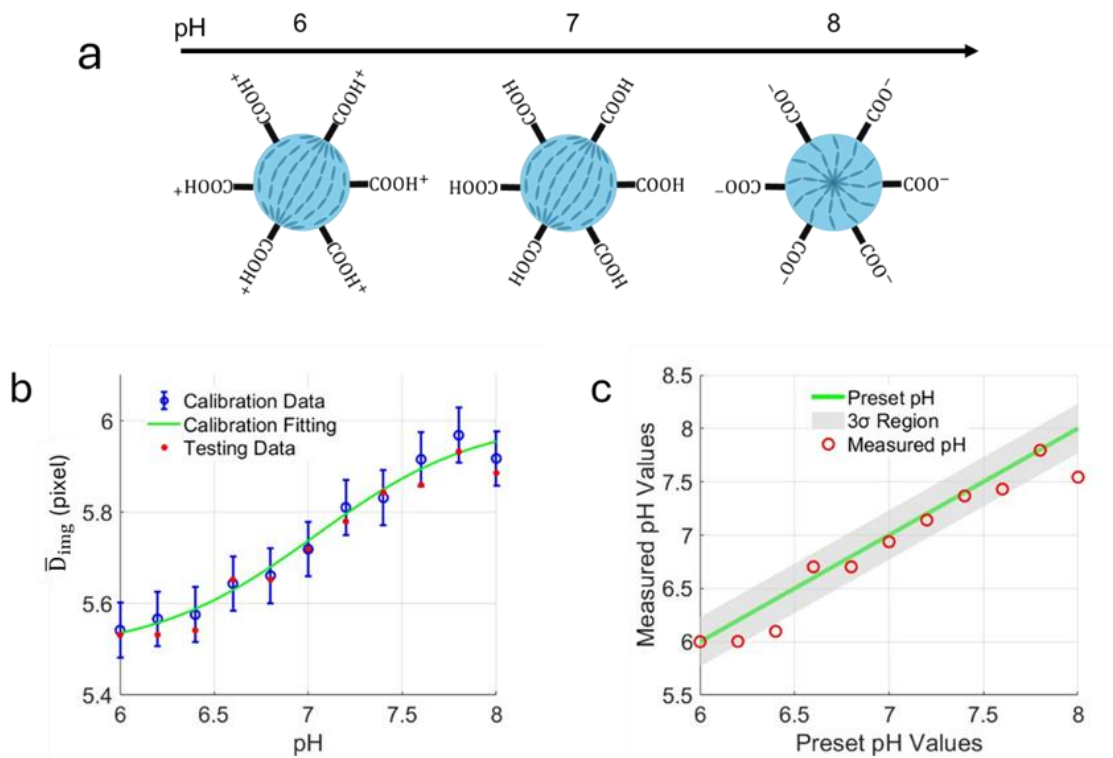 a
pH
6
7
8
+HOOC
COOH+
+HOOC
COOH+
COOH+
COOH+
HOOC
COOH
COOH
COOH
COOH
COOH
-OOC
COO-
-OOC
COO-
COO-
COO-
b
Calibration Data
Calibration Fitting
Testing Data
6
5.8
5.6
5.4
D̄img (pixel)
6
6.5
7
7.5
8
pH
c
Preset pH
3σ Region
Measured pH
8.5
8
7.5
7
6.5
6
5.5
Measured pH Values
6
6.5
7
7.5
8
Preset pH Values